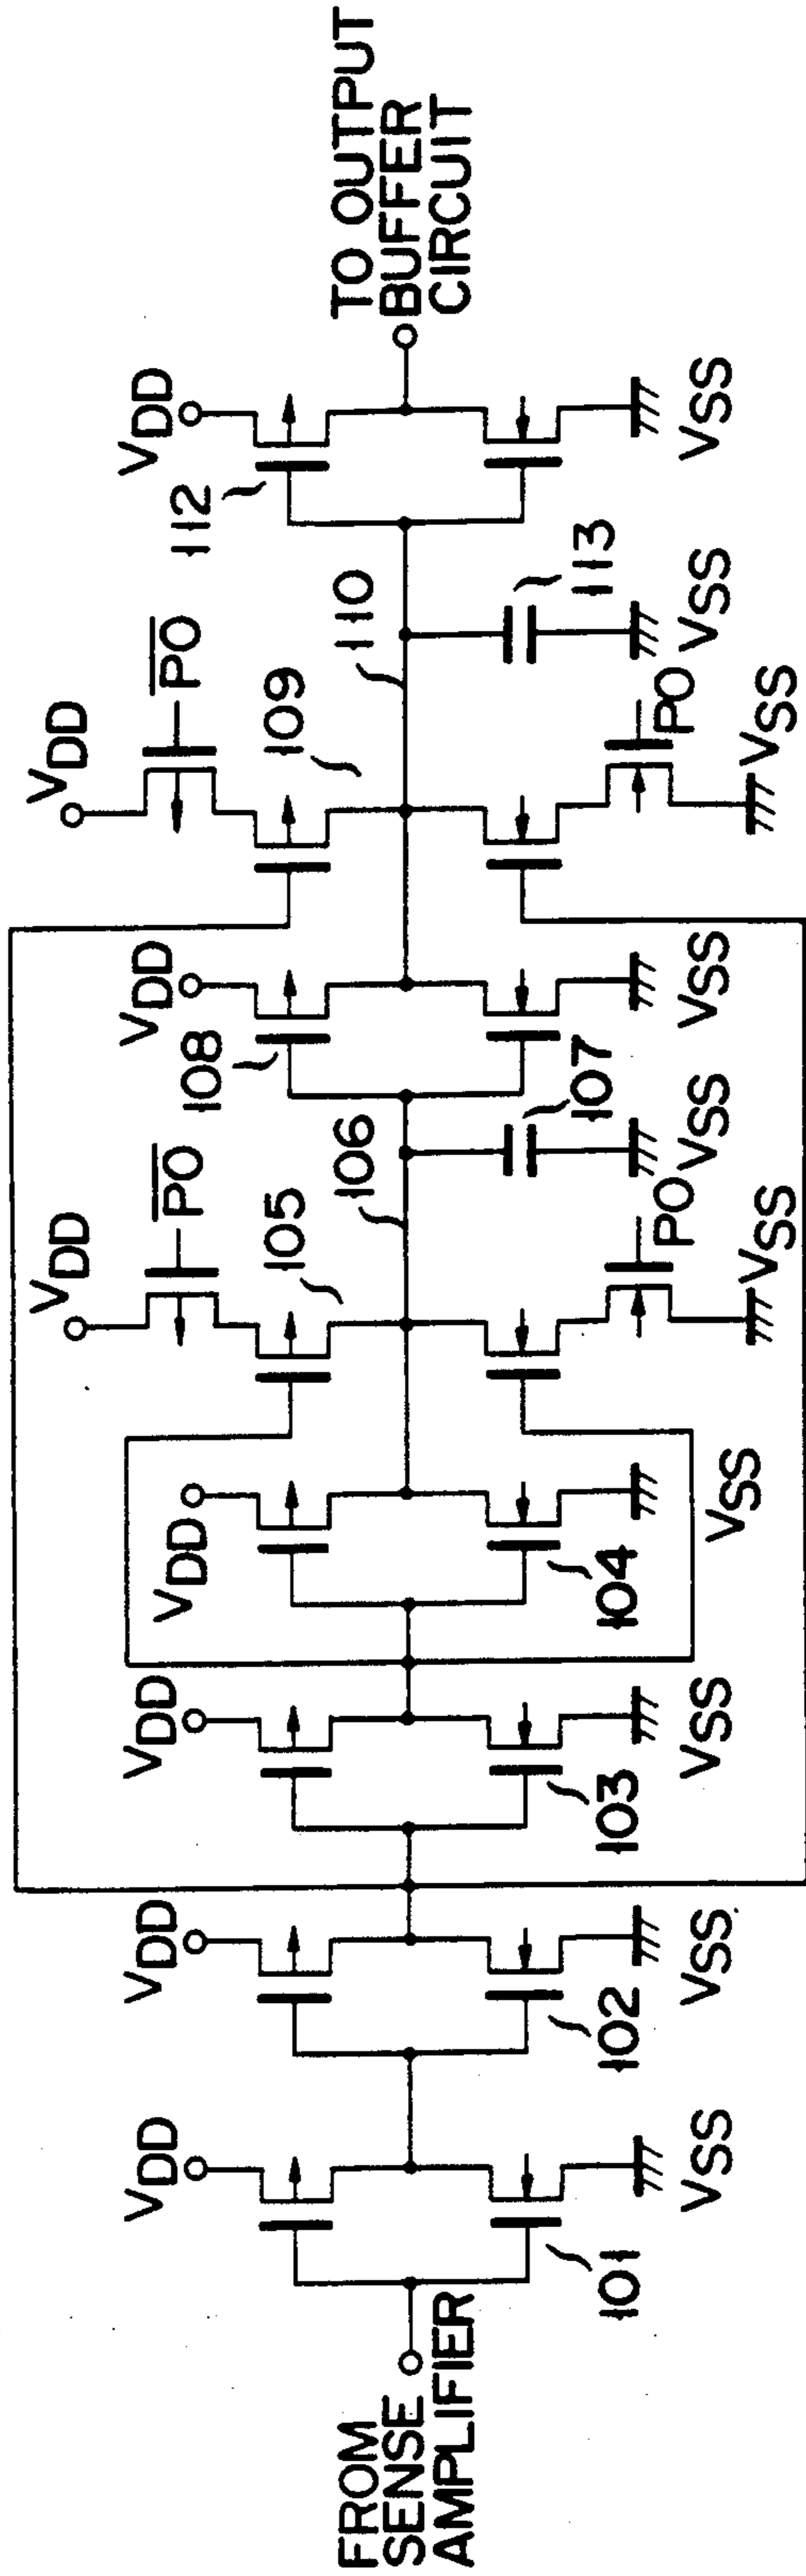 FROM
SENSE
AMPLIFIER
VDD
101
VSS
VDD
102
VSS
VDD
103
VSS
VDD
104
VSS
VDD
PO
105
106
PO
VSS
107
VSS
VDD
108
VSS
VDD
PO
109
110
PO
VSS
113
VSS
VDD
112
VSS
TO OUTPUT
BUFFER
CIRCUIT